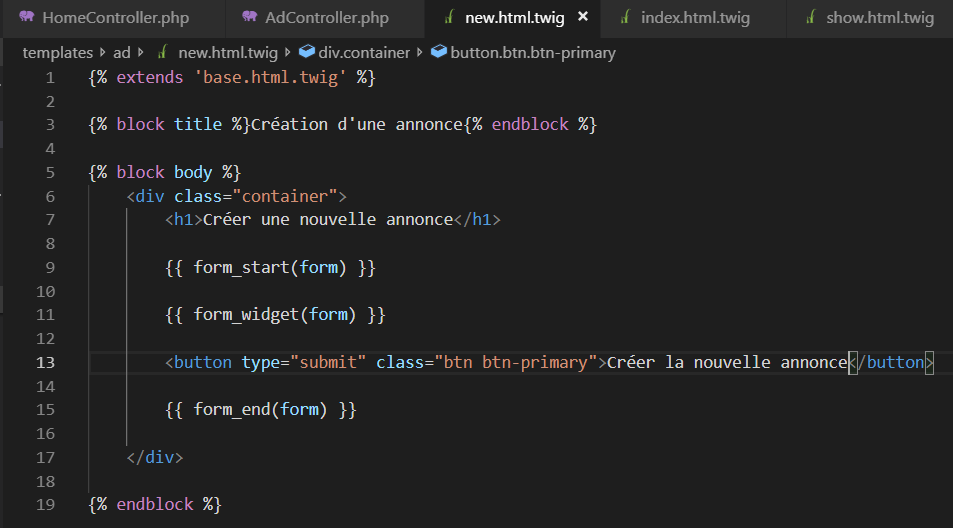 HomeController.php AdController.php new.html.twig × index.html.twig show.html.twig
templates ad new.html.twig div.container button.btn.btn-primary
1 {% extends 'base.html.twig' %}
2
3 {% block title %}Création d'une annonce{% endblock %}
4
5 {% block body %}
6 <div class="container">
7 <h1>Créer une nouvelle annonce</h1>
8
9 {{ form_start(form) }}
10
11 {{ form_widget(form) }}
12
13 <button type="submit" class="btn btn-primary">Créer la nouvelle annonce</button>
14
15 {{ form_end(form) }}
16
17 </div>
18
19 {% endblock %}